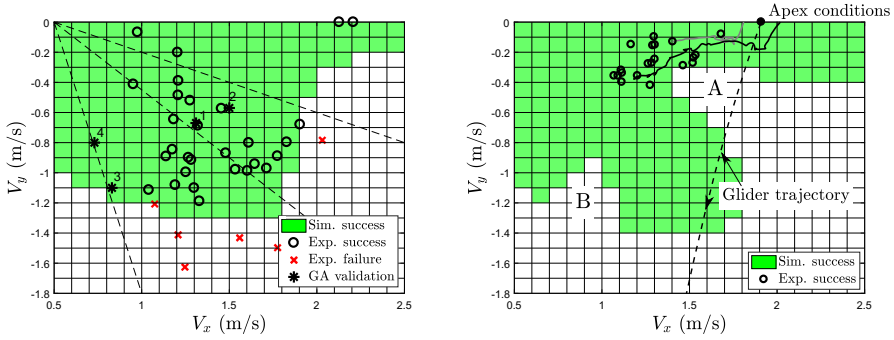 Apex conditions
0
-0.2
-0.4
-0.6
-0.8
-1
-1.2
-1.4
-1.6
-1.8
0.5
1
1.5
2
2.5
V_x (m/s)
V_y (m/s)
1
2
3
4
Sim. success
Exp. success
Exp. failure
GA validation
0
-0.2
-0.4
-0.6
-0.8
-1
-1.2
-1.4
-1.6
-1.8
0.5
1
1.5
2
2.5
V_x (m/s)
V_y (m/s)
A
B
Glider trajectory
Sim. success
Exp. success